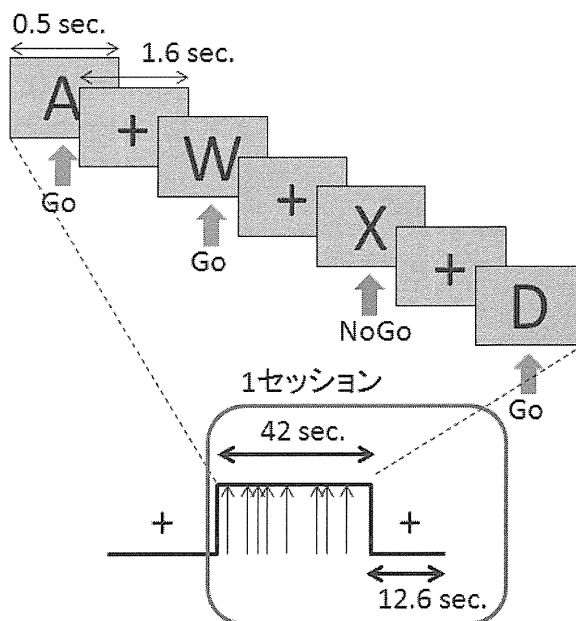 0.5 sec.
1.6 sec.
A
+
Go
W
+
Go
X
+
NoGo
D
Go
1セッション
42 sec.
+
+
12.6 sec.